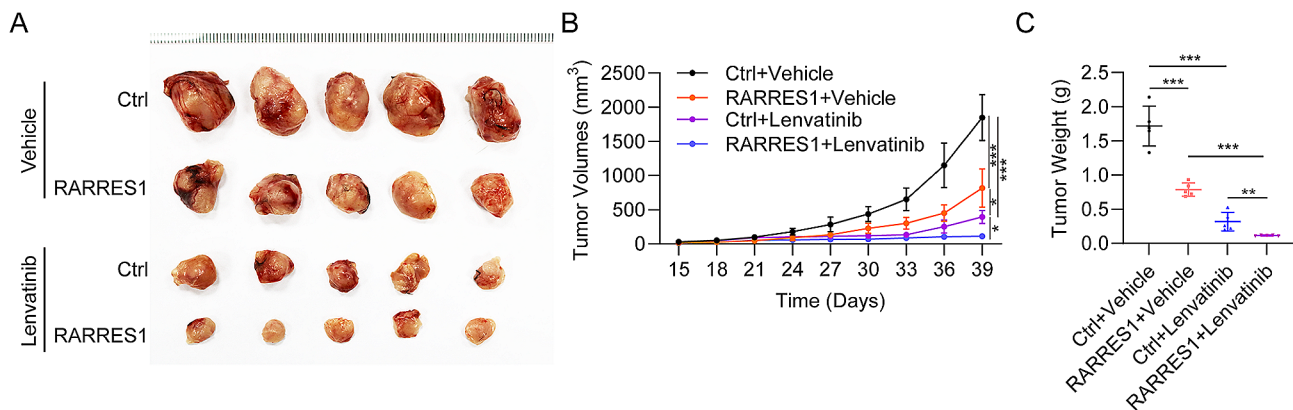 A
Vehicle
Ctrl
RARRES1
Lenvatinib
Ctrl
RARRES1
B
Tumor Volumes (mm³)
2500
2000
1500
1000
500
0
Ctrl+Vehicle
RARRES1+Vehicle
Ctrl+Lenvatinib
RARRES1+Lenvatinib
***
***
*
*
15 18 21 24 27 30 33 36 39
Time (Days)
C
Tumor Weight (g)
2.5
2.0
1.5
1.0
0.5
0.0
***
***
***
**
Ctrl+Vehicle
RARRES1+Vehicle
Ctrl+Lenvatinib
RARRES1+Lenvatinib